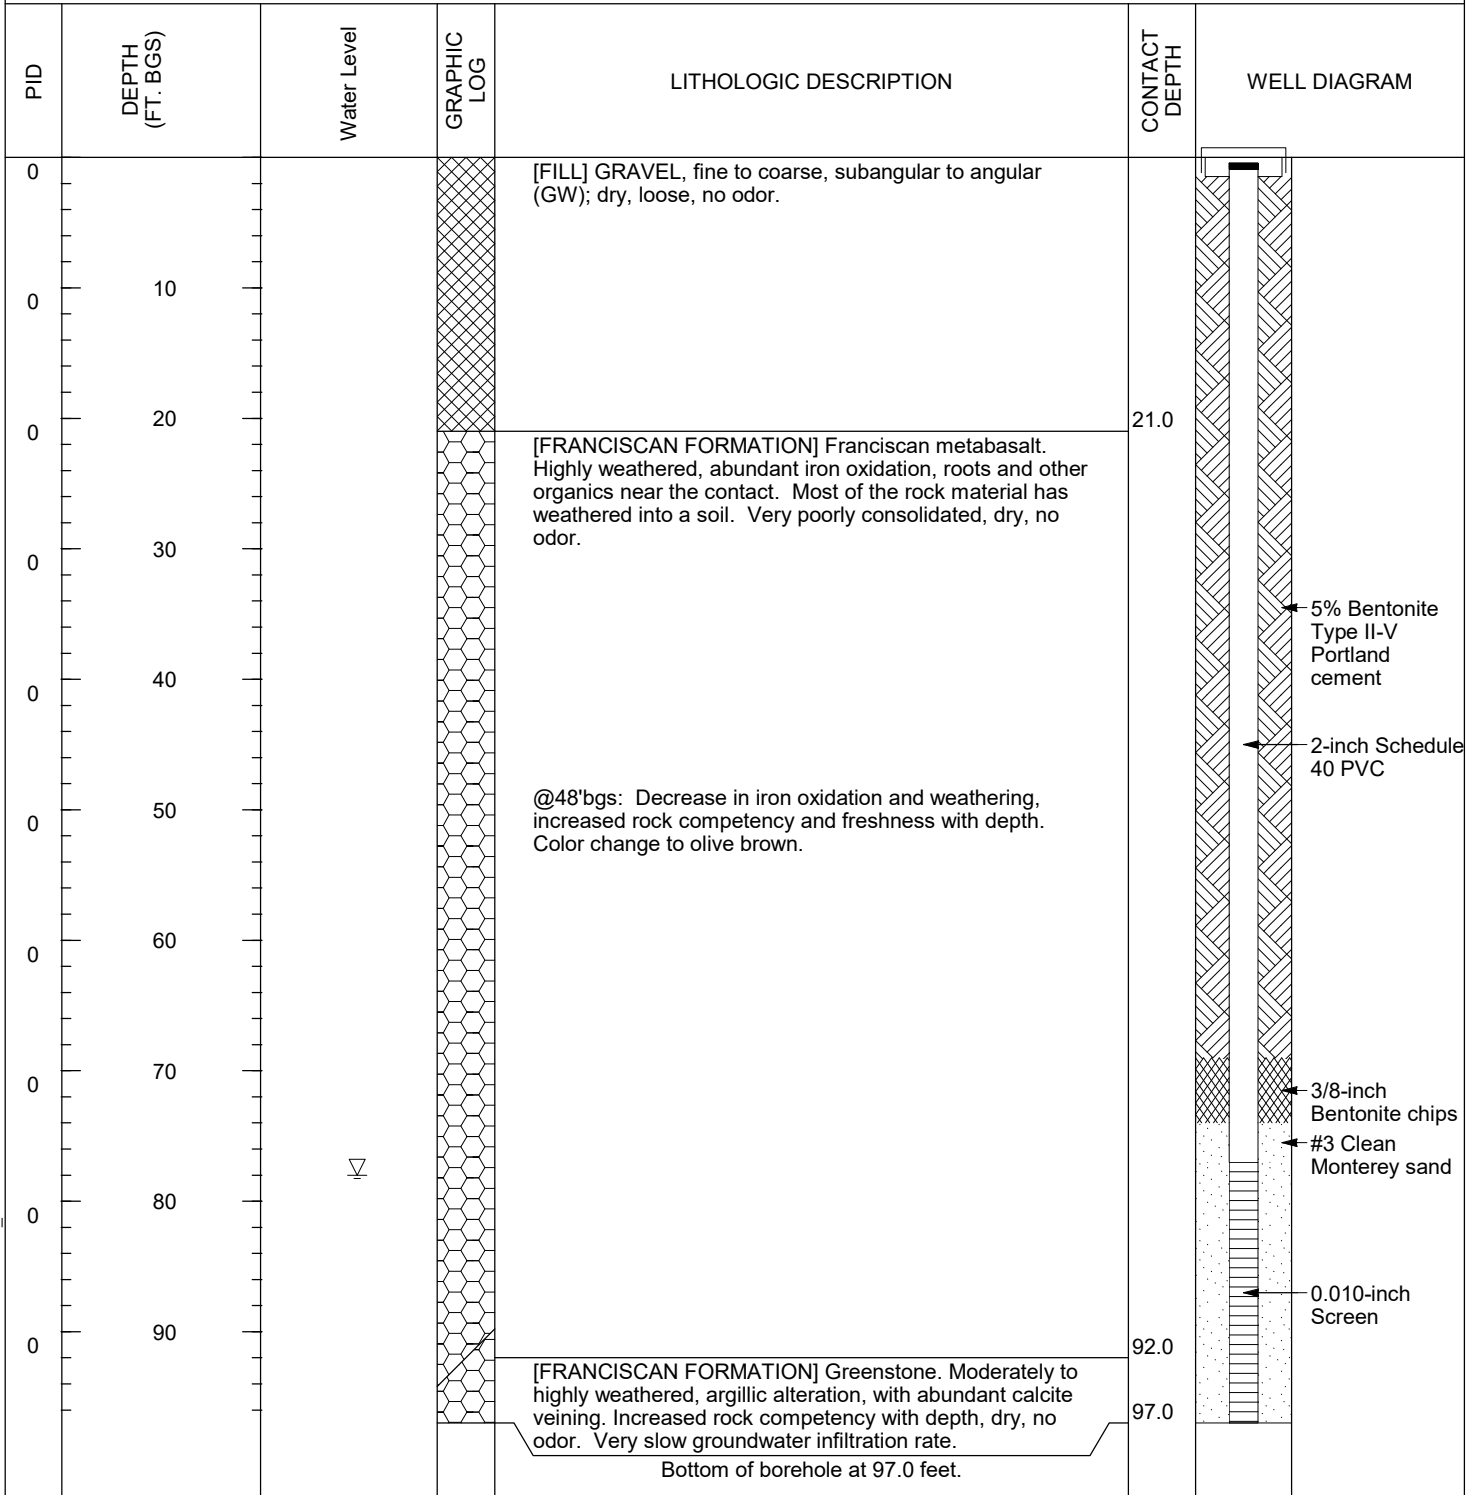 PID
DEPTH
(FT. BGS)
Water Level
GRAPHIC
LOG
LITHOLOGIC DESCRIPTION
CONTACT
DEPTH
WELL DIAGRAM
0
[FILL] GRAVEL, fine to coarse, subangular to angular
(GW); dry, loose, no odor.
10
0
20
21.0
0
[FRANCISCAN FORMATION] Franciscan metabasalt.
Highly weathered, abundant iron oxidation, roots and other
organics near the contact.  Most of the rock material has
weathered into a soil.  Very poorly consolidated, dry, no
odor.
30
0
5% Bentonite
Type II-V
Portland
cement
40
0
2-inch Schedule
40 PVC
@48'bgs:  Decrease in iron oxidation and weathering,
increased rock competency and freshness with depth.
Color change to olive brown.
50
0
60
0
70
0
3/8-inch
Bentonite chips
#3 Clean
Monterey sand
80
0
0.010-inch
Screen
90
0
92.0
[FRANCISCAN FORMATION] Greenstone. Moderately to
highly weathered, argillic alteration, with abundant calcite
veining. Increased rock competency with depth, dry, no
odor.  Very slow groundwater infiltration rate.
97.0
Bottom of borehole at 97.0 feet.